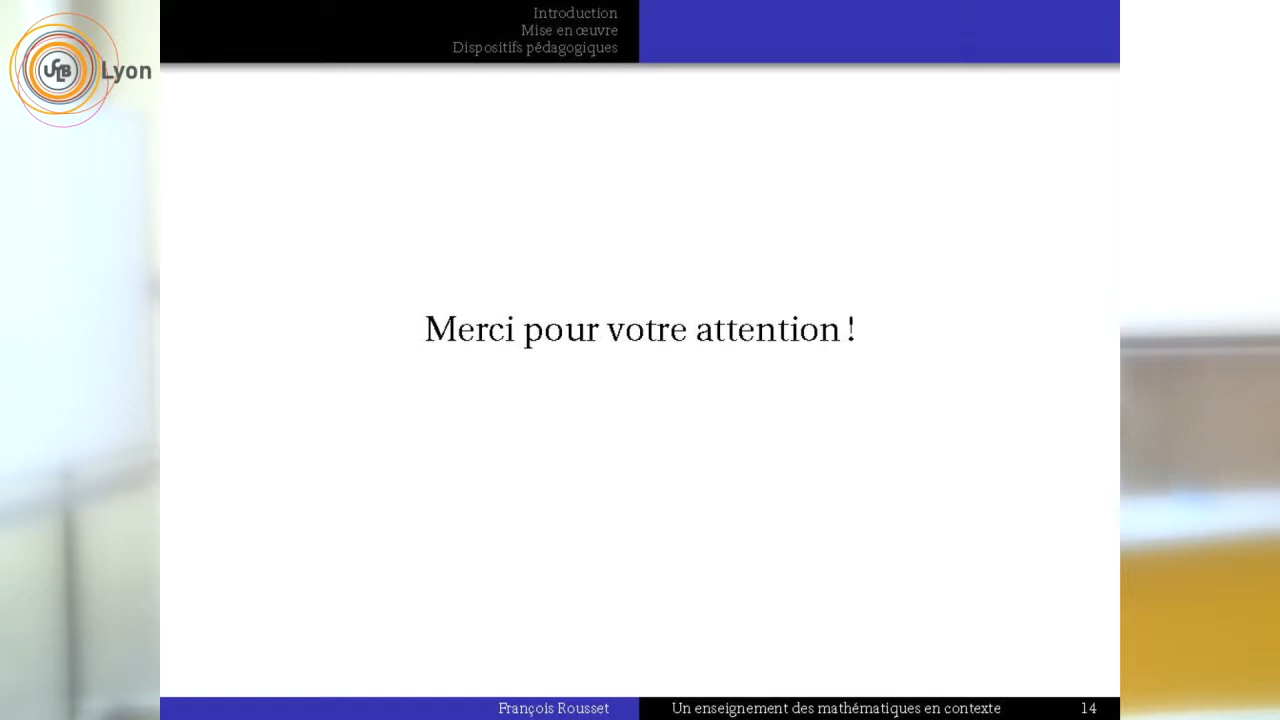 Introduction
Mise en œuvre
Dispositifs pédagogiques
Lyon
Merci pour votre attention !
François Rousset
Un enseignement des mathématiques en contexte
14